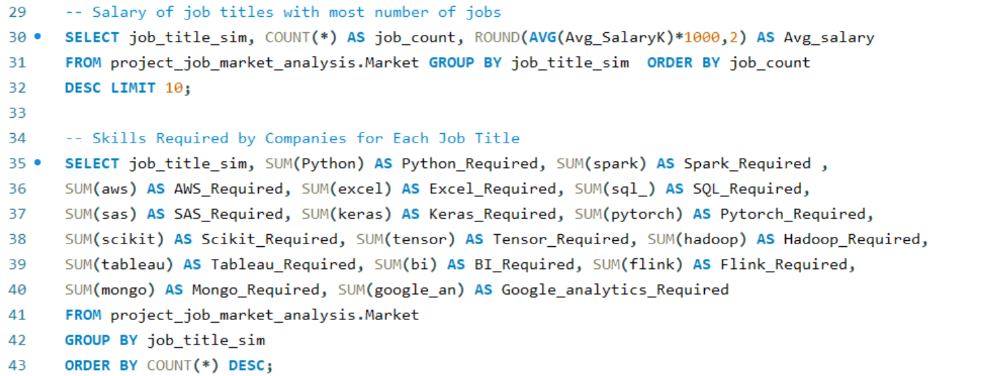 29 -- Salary of job titles with most number of jobs
30 SELECT job_title_sim, COUNT(*) AS job_count, ROUND(AVG(Avg_SalaryK)*1000,2) AS Avg_salary
31 FROM project_job_market_analysis.Market GROUP BY job_title_sim  ORDER BY job_count
32 DESC LIMIT 10;
33
34 -- Skills Required by Companies for Each Job Title
35 SELECT job_title_sim, SUM(Python) AS Python_Required, SUM(spark) AS Spark_Required ,
36 SUM(aws) AS AWS_Required, SUM(excel) AS Excel_Required, SUM(sql_) AS SQL_Required,
37 SUM(sas) AS SAS_Required, SUM(keras) AS Keras_Required, SUM(pytorch) AS Pytorch_Required,
38 SUM(scikit) AS Scikit_Required, SUM(tensor) AS Tensor_Required, SUM(hadoop) AS Hadoop_Required,
39 SUM(tableau) AS Tableau_Required, SUM(bi) AS BI_Required, SUM(flink) AS Flink_Required,
40 SUM(mongo) AS Mongo_Required, SUM(google_an) AS Google_analytics_Required
41 FROM project_job_market_analysis.Market
42 GROUP BY job_title_sim
43 ORDER BY COUNT(*) DESC;